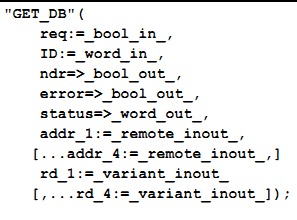 "GET_DB"(
req:=_bool_in_,
ID:=_word_in_,
ndr=>_bool_out_,
error=>_bool_out_,
status=>_word_out_,
addr_1:=_remote_inout_,
[...addr_4:=_remote_inout_,]
rd_1:=_variant_inout_
[,...rd_4:=_variant_inout_]);